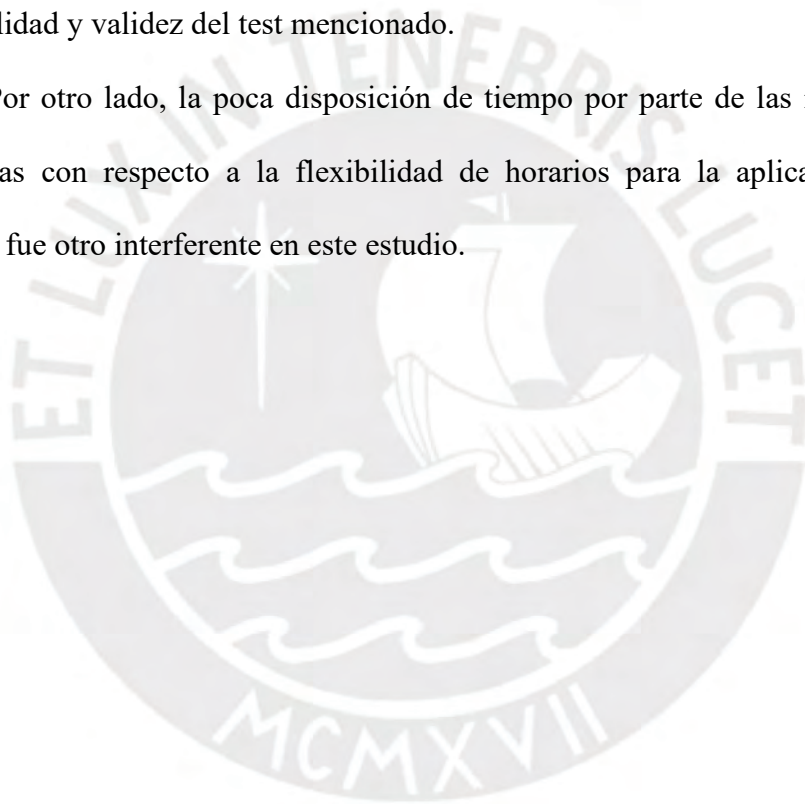 lidad y validez del test mencionado.
Por otro lado, la poca disposición de tiempo por parte de las
as con respecto a la flexibilidad de horarios para la aplica
fue otro interferente en este estudio.
ET LUX IN TENEBRIS LUCET
MCMXVII